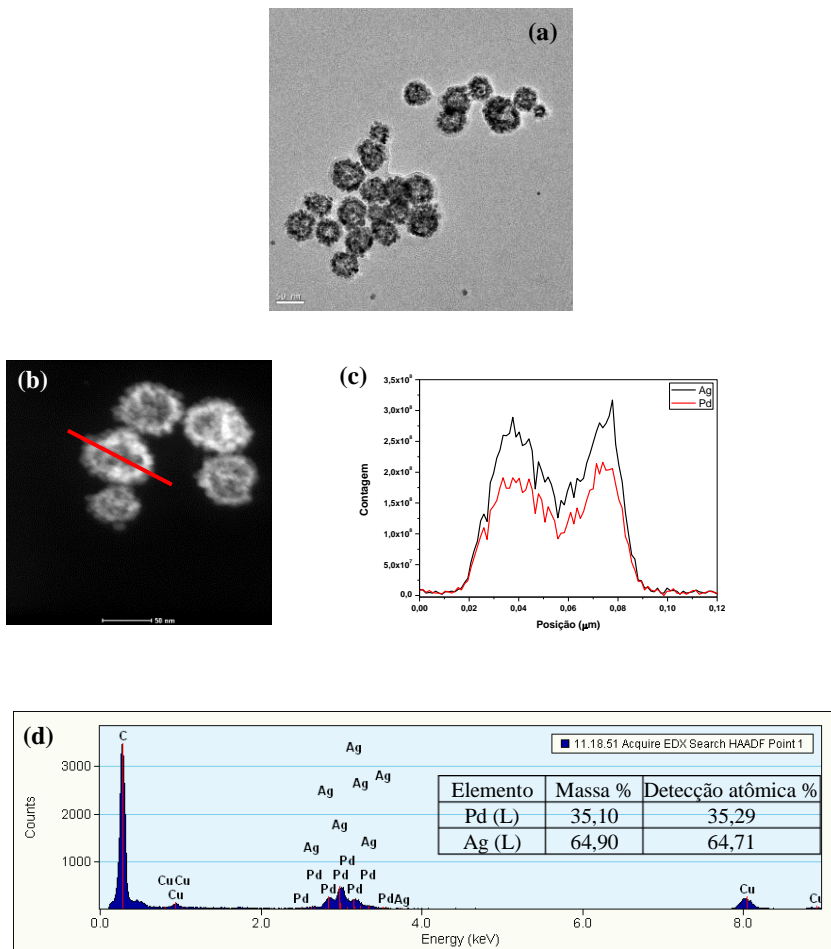 (a)
50 nm
(b)
50 nm
(c)
3,5x10⁸
3,0x10⁸
2,5x10⁸
2,0x10⁸
1,5x10⁸
1,0x10⁸
5,0x10⁷
0,0
Contagem
Ag
Pd
0,00 0,02 0,04 0,06 0,08 0,10 0,12
Posição (μm)
(d)
C
11.18.51 Acquire EDX Search HAADF Point 1
Counts
3000
2000
1000
Ag
Ag
Ag Ag
Ag
Ag Ag
Pd
Pd Pd Pd
Pd Pd Pd
Pd Pd Ag
Cu Cu
Cu
Cu
Cu
Elemento Massa % Detecção atômica %
Pd (L) 35,10 35,29
Ag (L) 64,90 64,71
0.0 2.0 4.0 6.0 8.0
Energy (keV)